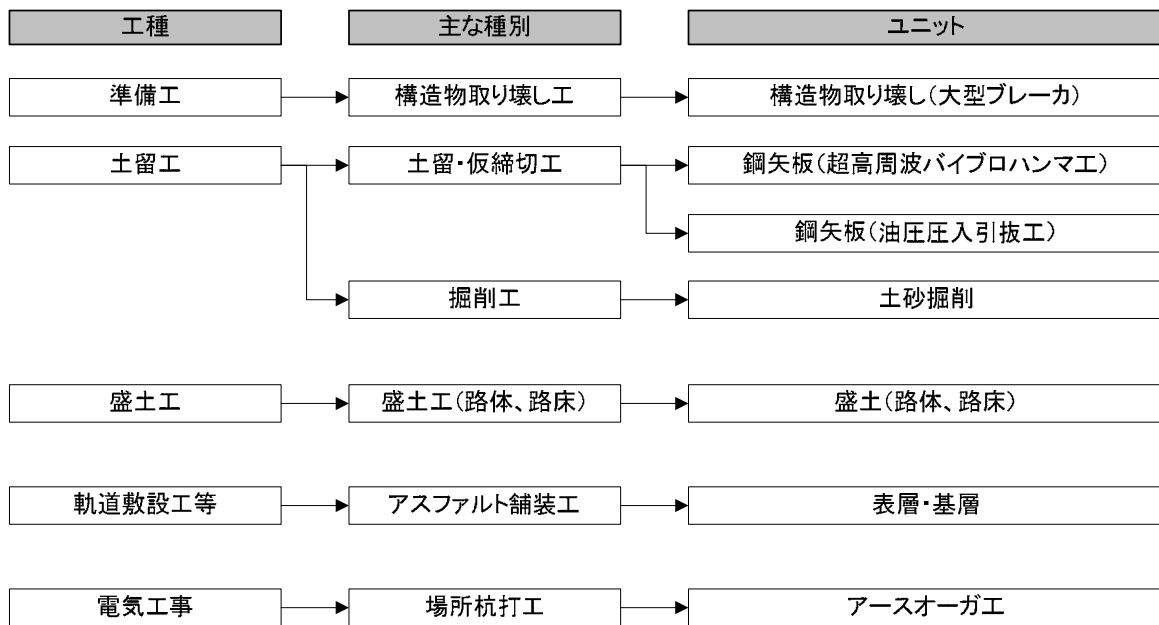 工種 主な種別 ユニット
準備工 構造物取り壊し工 構造物取り壊し(大型ブレーカ)
土留工 土留・仮締切工 鋼矢板(超高周波バイブロハンマ工)
鋼矢板(油圧圧入引抜工)
掘削工 土砂掘削
盛土工 盛土工(路体、路床) 盛土(路体、路床)
軌道敷設工等 アスファルト舗装工 表層・基層
電気工事 場所杭打工 アースオーガ工